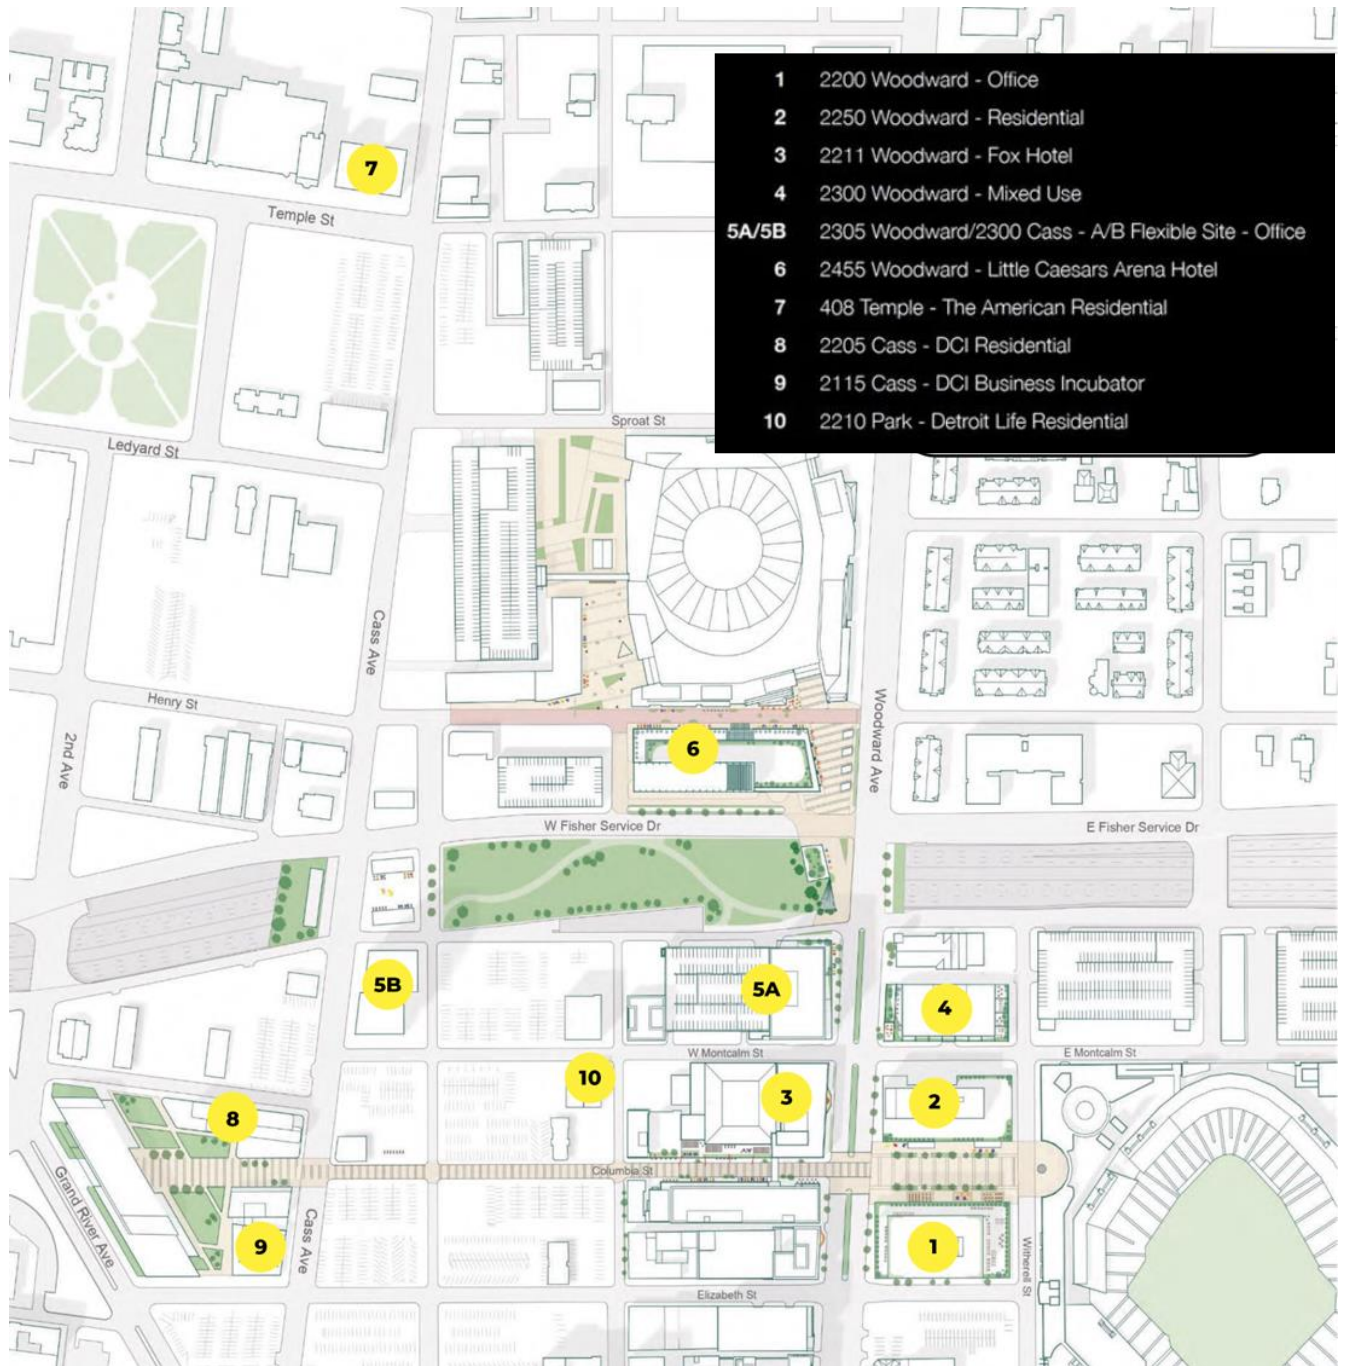 1 2200 Woodward - Office
2 2250 Woodward - Residential
3 2211 Woodward - Fox Hotel
4 2300 Woodward - Mixed Use
5A/5B 2305 Woodward/2300 Cass - A/B Flexible Site - Office
6 2455 Woodward - Little Caesars Arena Hotel
7 408 Temple - The American Residential
8 2205 Cass - DCI Residential
9 2115 Cass - DCI Business Incubator
10 2210 Park - Detroit Life Residential
7
Temple St
Sproat St
Ledyard St
Cass Ave
Henry St
Woodward Ave
2nd Ave
6
W Fisher Service Dr
E Fisher Service Dr
5B
5A
4
W Montcalm St
E Montcalm St
10
3
2
8
Columbia St
Grand River Ave
Cass Ave
9
1
Witherell St
Elizabeth St